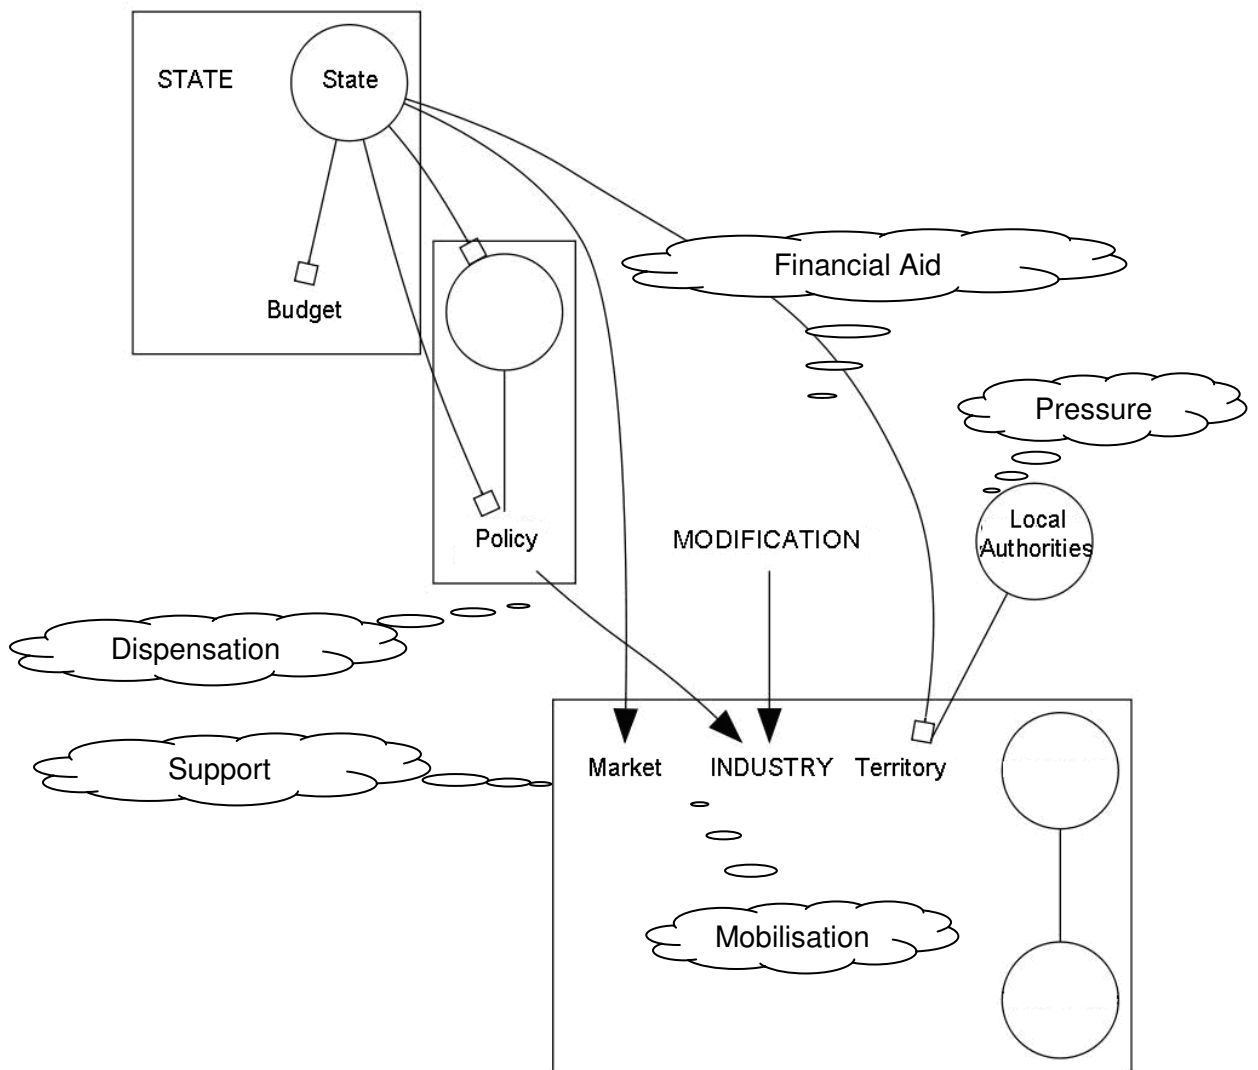 STATE
State
Budget
Financial Aid
Pressure
Local
Authorities
Policy
MODIFICATION
Dispensation
Support
Market
INDUSTRY
Territory
Mobilisation